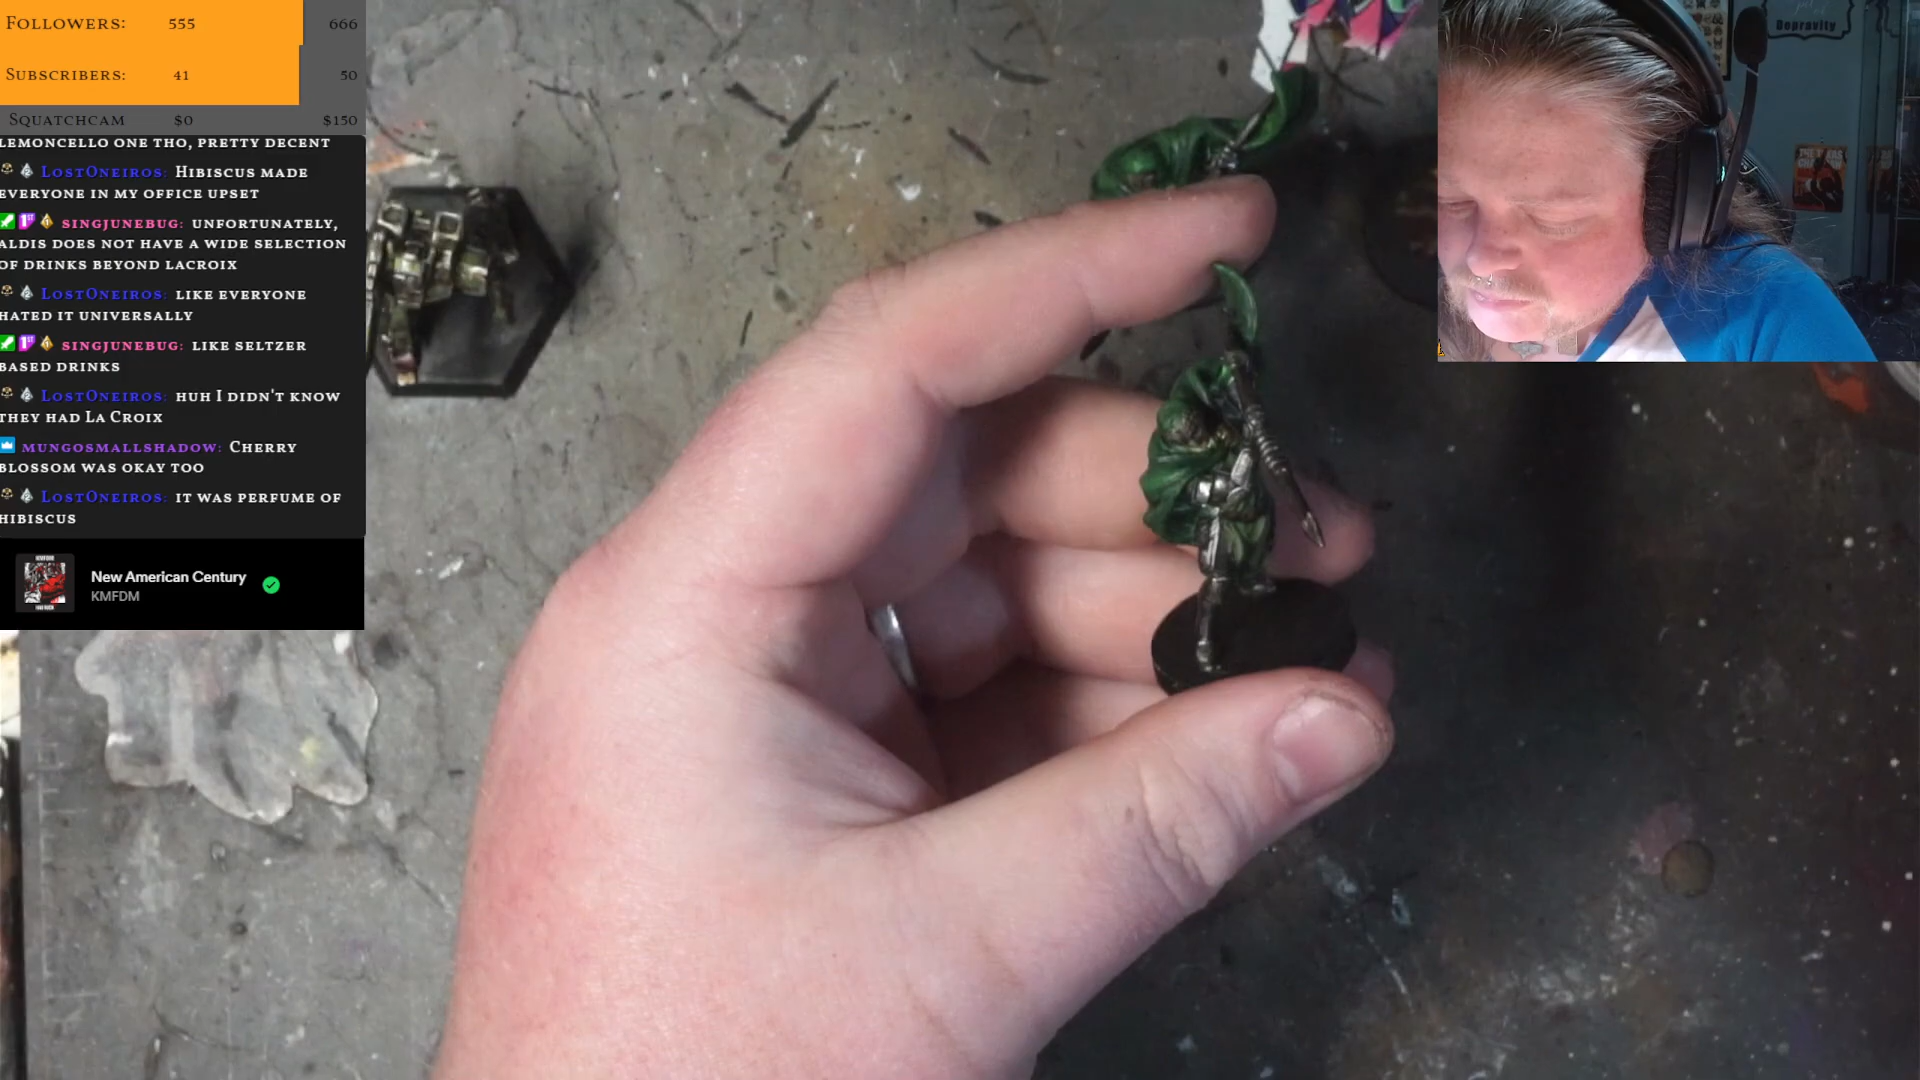 Followers: 555 666
Subscribers: 41 50
Squatchcam $0 $150
lemoncello one tho, pretty decent
LostOneiros: Hibiscus made
everyone in my office upset
singjunebug: unfortunately,
aldis does not have a wide selection
of drinks beyond lacroix
LostOneiros: like everyone
hated it universally
singjunebug: like seltzer
based drinks
LostOneiros: huh I didn't know
they had La Croix
mungosmallshadow: Cherry
Blossom was okay too
LostOneiros: it was perfume of
hibiscus
New American Century
KMFDM
Depravity